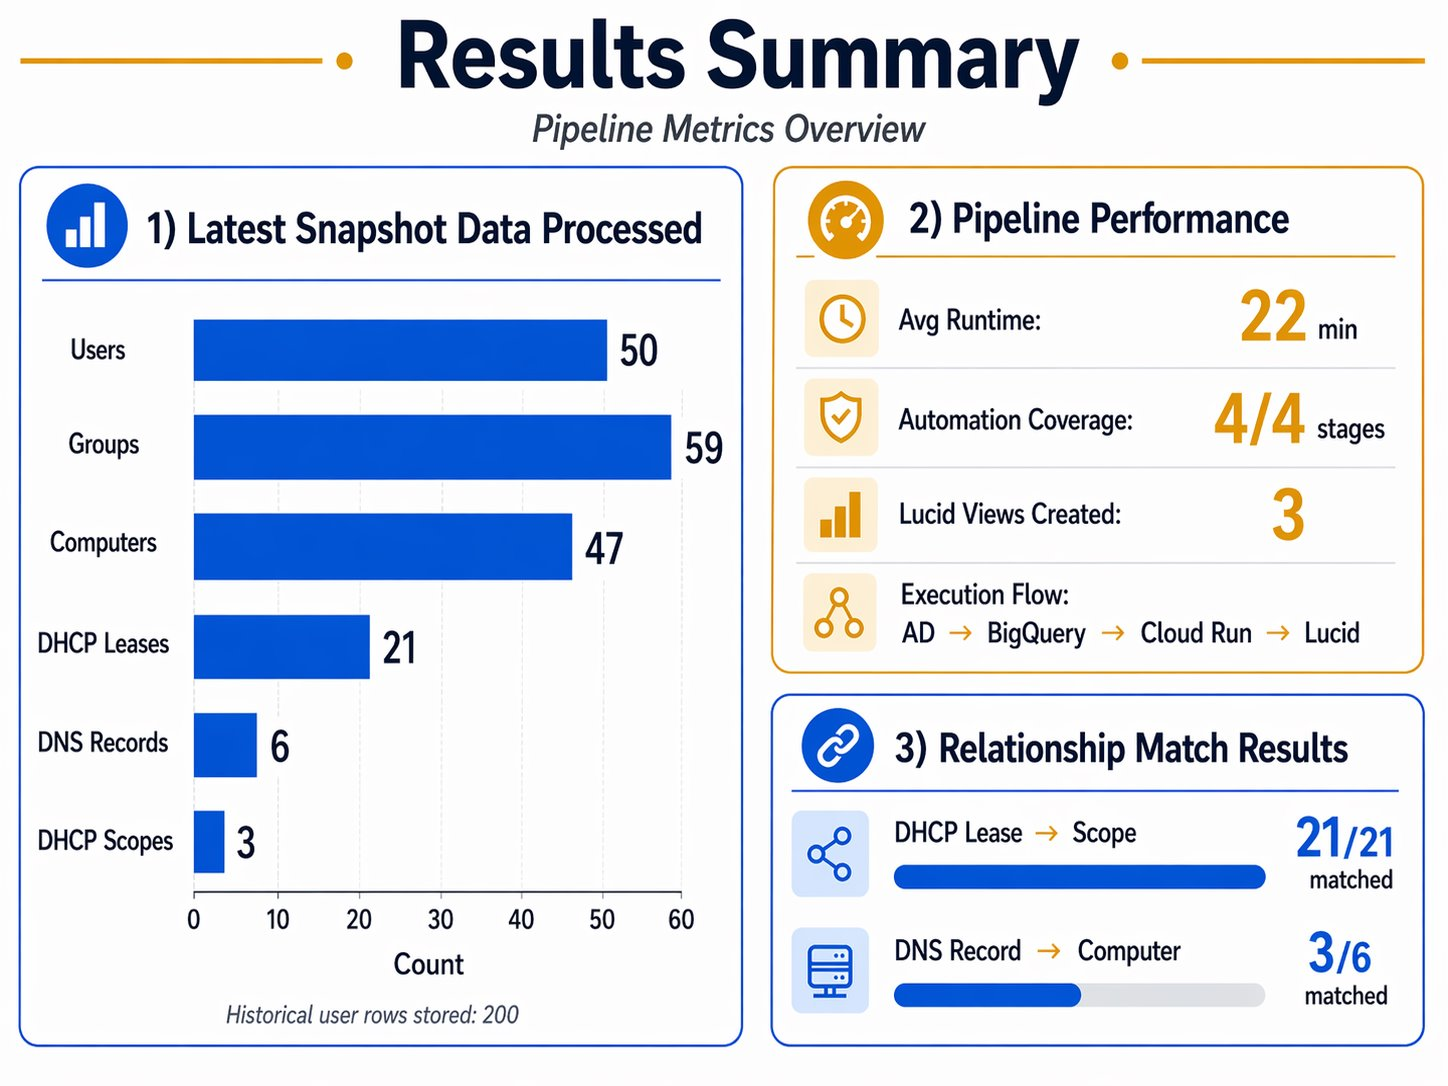 Results Summary
Pipeline Metrics Overview
1) Latest Snapshot Data Processed
Users 50
Groups 59
Computers 47
DHCP Leases 21
DNS Records 6
DHCP Scopes 3
0 10 20 30 40 50 60
Count
Historical user rows stored: 200
2) Pipeline Performance
Avg Runtime: 22 min
Automation Coverage: 4/4 stages
Lucid Views Created: 3
Execution Flow:
AD → BigQuery → Cloud Run → Lucid
3) Relationship Match Results
DHCP Lease → Scope 21/21
matched
DNS Record → Computer 3/6
matched